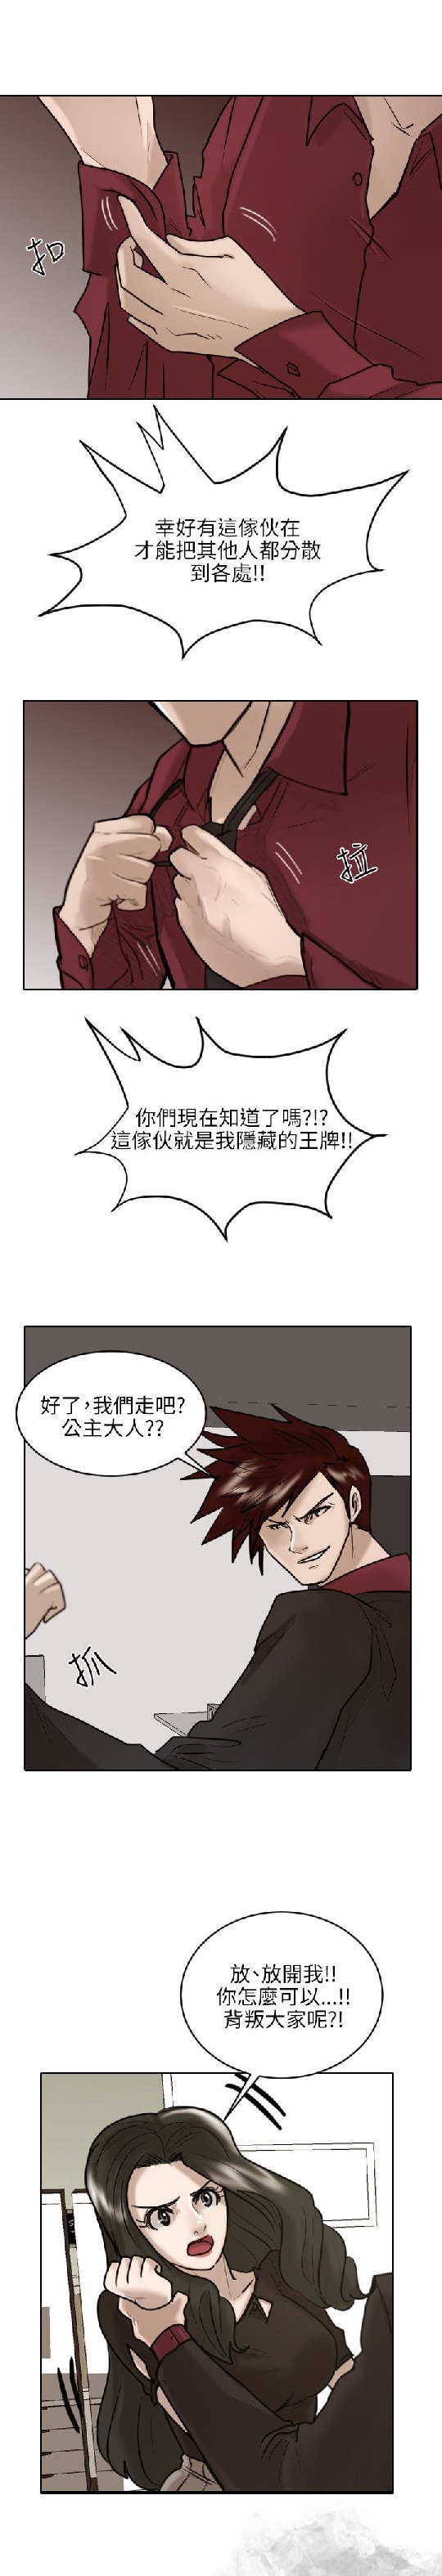 扣
幸好有這傢伙在
才能把其他人都分散
到各處!!
拉
你們現在知道了嗎?!?
這傢伙就是我隱藏的王牌!!
好了,我們走吧?
公主大人??
抓
放、放開我!!
你怎麼可以...!!
背叛大家呢?!